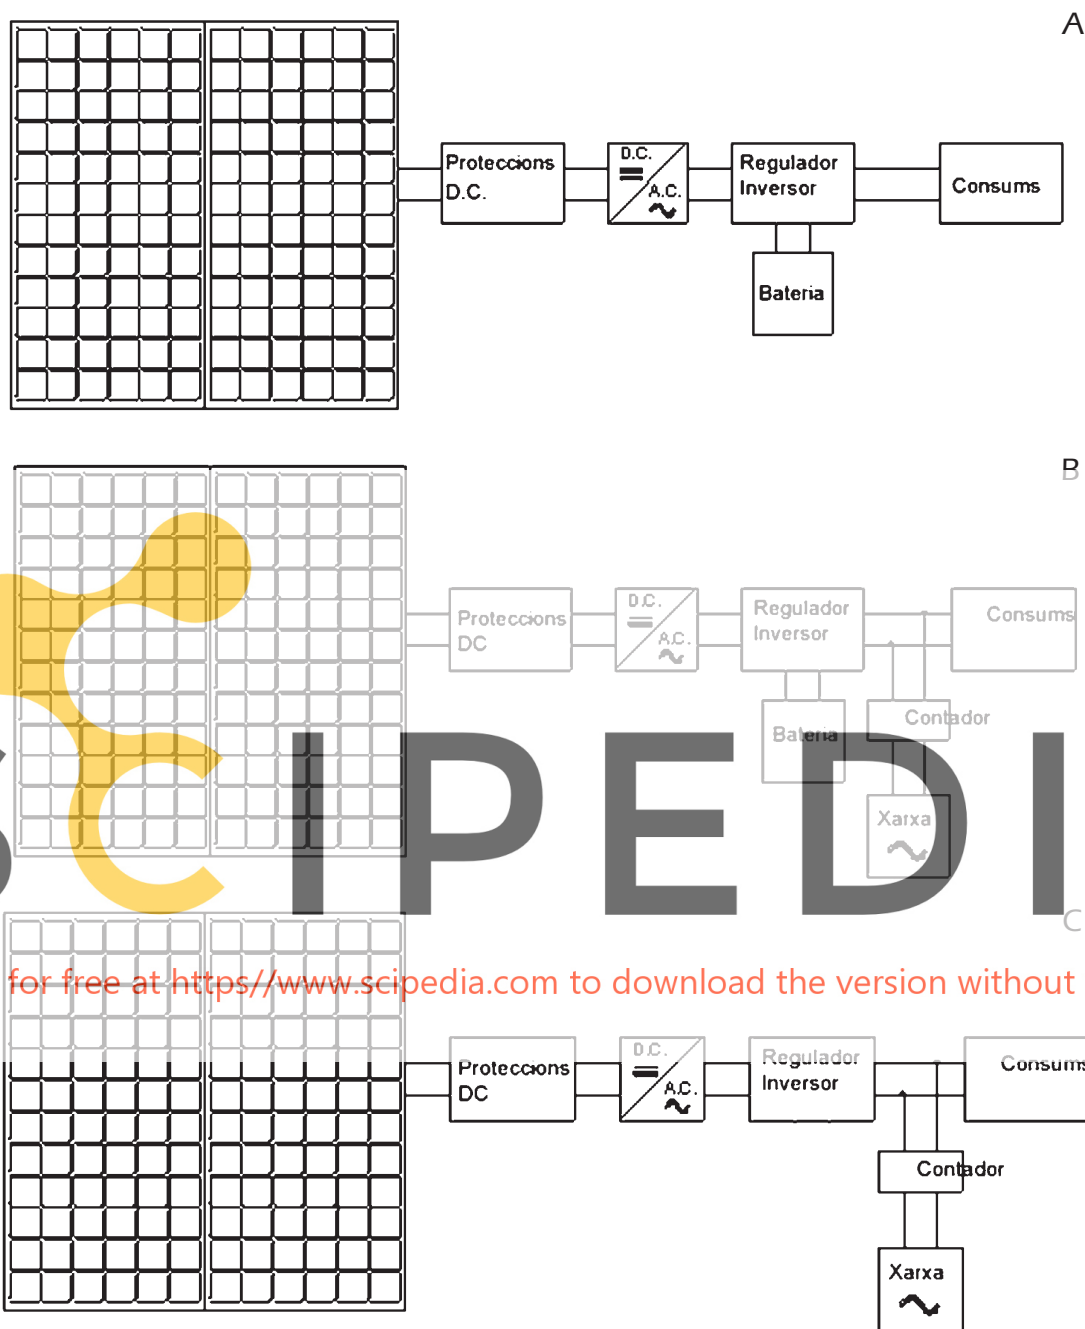 A
Proteccions
D.C.
D.C.
A.C.
Regulador
Inversor
Consums
Bateria
B
Proteccions
DC
D.C.
A.C.
Regulador
Inversor
Consums
Contador
Bateria
Xarxa
SCIPEDI
C
for free at https//www.scipedia.com to download the version without
Proteccions
DC
D.C.
A.C.
Regulador
Inversor
Consums
Contador
Xarxa